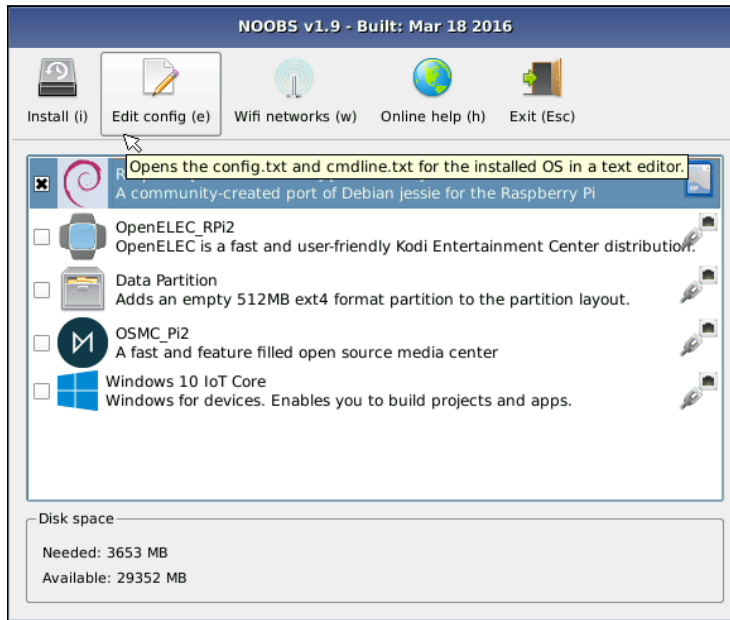 NOOBS v1.9 - Built: Mar 18 2016
Install (i)
Edit config (e)
Wifi networks (w)
Online help (h)
Exit (Esc)
Opens the config.txt and cmdline.txt for the installed OS in a text editor.
A community-created port of Debian jessie for the Raspberry Pi
OpenELEC_RPi2
OpenELEC is a fast and user-friendly Kodi Entertainment Center distribution.
Data Partition
Adds an empty 512MB ext4 format partition to the partition layout.
OSMC_Pi2
A fast and feature filled open source media center
Windows 10 IoT Core
Windows for devices. Enables you to build projects and apps.
Disk space
Needed: 3653 MB
Available: 29352 MB